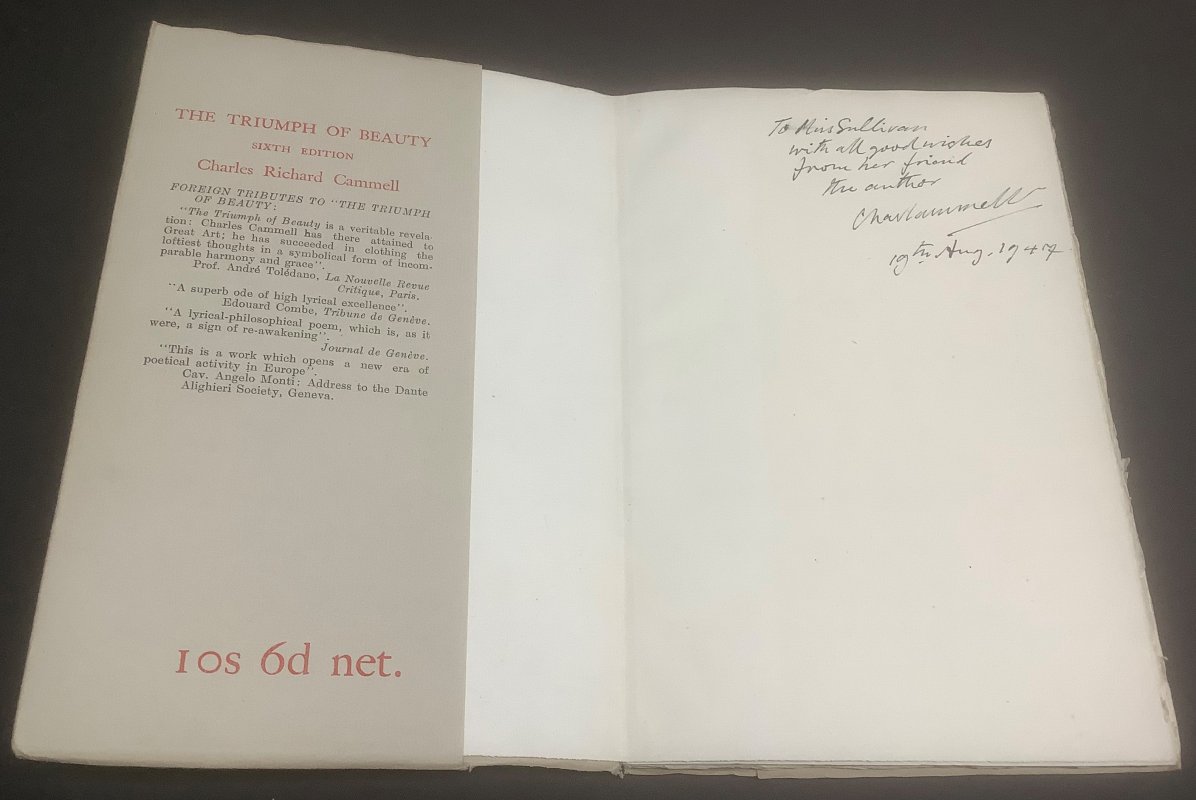 THE TRIUMPH OF BEAUTY
SIXTH EDITION
Charles Richard Cammell
FOREIGN TRIBUTES TO "THE TRIUMPH
OF BEAUTY:
"The Triumph of Beauty is a veritable revela-
tion: Charles Cammell has there attained to
Great Art; he has succeeded in clothing the
loftiest thoughts in a symbolical form of incom-
parable harmony and grace".
Prof. André Tolédano, La Nouvelle Revue
Critique, Paris.
"A superb ode of high lyrical excellence".
Edouard Combe, Tribune de Genève.
"A lyrical-philosophical poem, which is, as it
were, a sign of re-awakening".
Journal de Genève.
"This is a work which opens a new era of
poetical activity in Europe".
Cav. Angelo Monti: Address to the Dante
Alighieri Society, Geneva.
10s 6d net.
To Miss Sullivan
with all good wishes
from her friend
the author
Chas Cammell
19th Aug. 1947